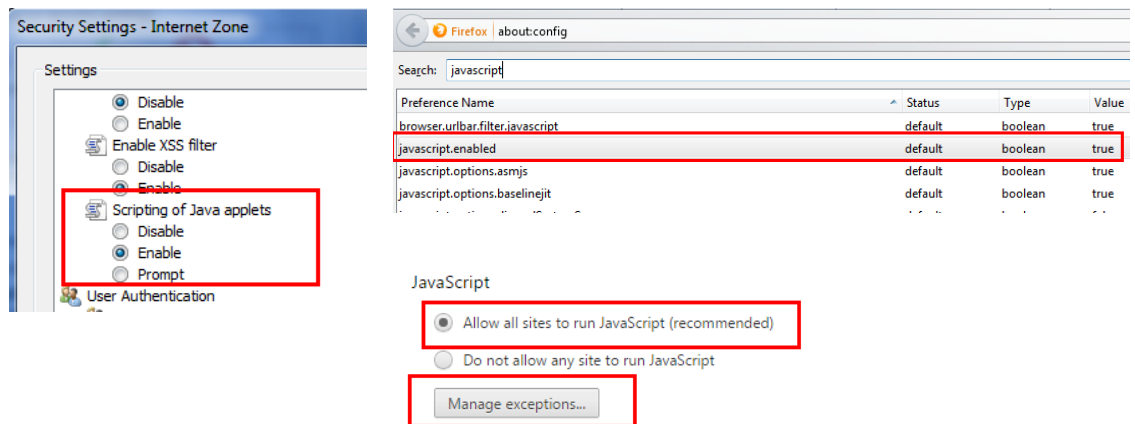 Security Settings - Internet Zone
Settings
Disable
Enable
Enable XSS filter
Disable
Enable
Scripting of Java applets
Disable
Enable
Prompt
User Authentication
Firefox about:config
Search: javascript
Preference Name Status Type Value
browser.urlbar.filter.javascript default boolean true
javascript.enabled default boolean true
javascript.options.asmjs default boolean true
javascript.options.baselinejit default boolean true
JavaScript
Allow all sites to run JavaScript (recommended)
Do not allow any site to run JavaScript
Manage exceptions...